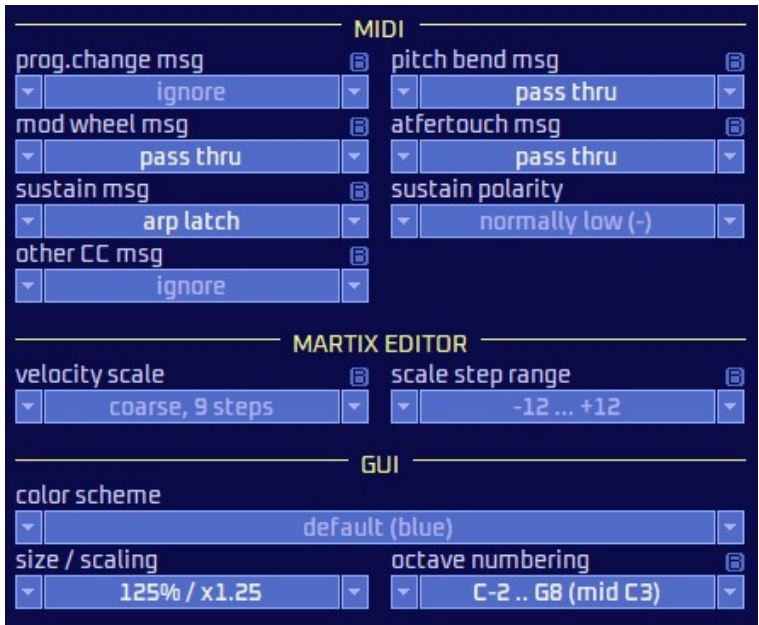 MIDI
prog.change msg
pitch bend msg
ignore
pass thru
mod wheel msg
atfertouch msg
pass thru
pass thru
sustain msg
sustain polarity
arp latch
normally low (-)
other CC msg
ignore
MARTIX EDITOR
velocity scale
scale step range
coarse, 9 steps
-12 ... +12
GUI
color scheme
default (blue)
size / scaling
octave numbering
125% / x1.25
C-2 .. G8 (mid C3)